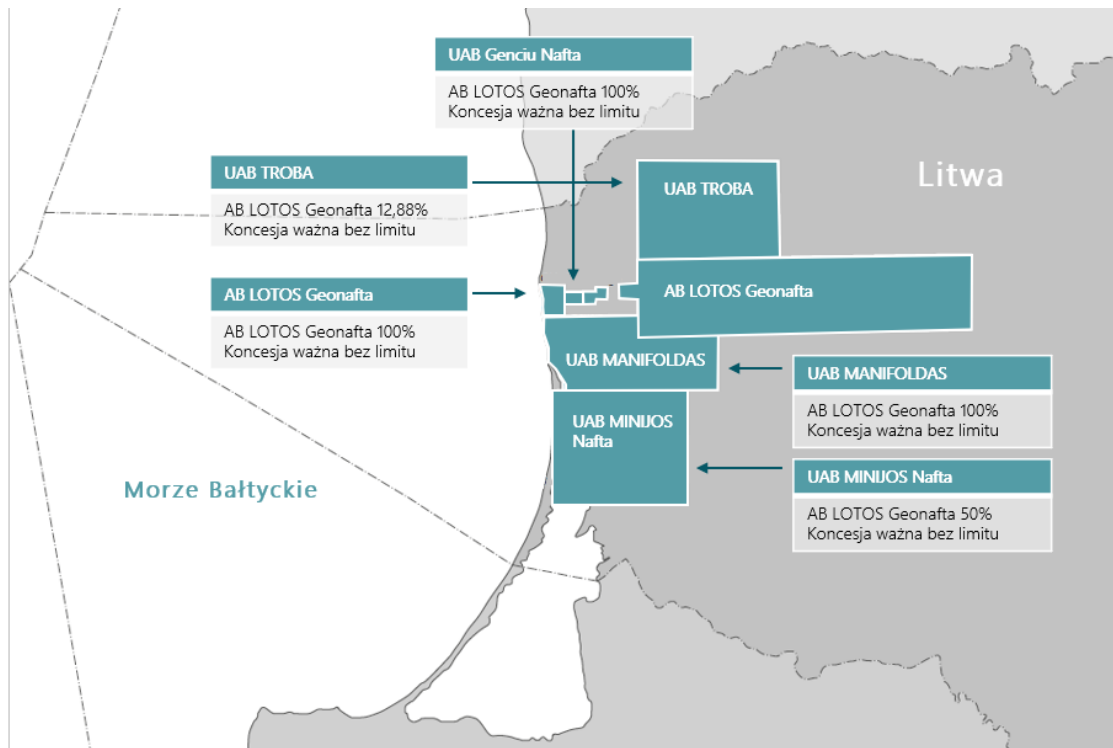 UAB Genciu Nafta
AB LOTOS Geonafta 100%
Koncesja ważna bez limitu
UAB TROBA
AB LOTOS Geonafta 12,88%
Koncesja ważna bez limitu
UAB TROBA
Litwa
AB LOTOS Geonafta
AB LOTOS Geonafta 100%
Koncesja ważna bez limitu
AB LOTOS Geonafta
UAB MANIFOLDAS
UAB MANIFOLDAS
AB LOTOS Geonafta 100%
Koncesja ważna bez limitu
UAB MINIJOS
Nafta
UAB MINIJOS Nafta
AB LOTOS Geonafta 50%
Koncesja ważna bez limitu
Morze Bałtyckie